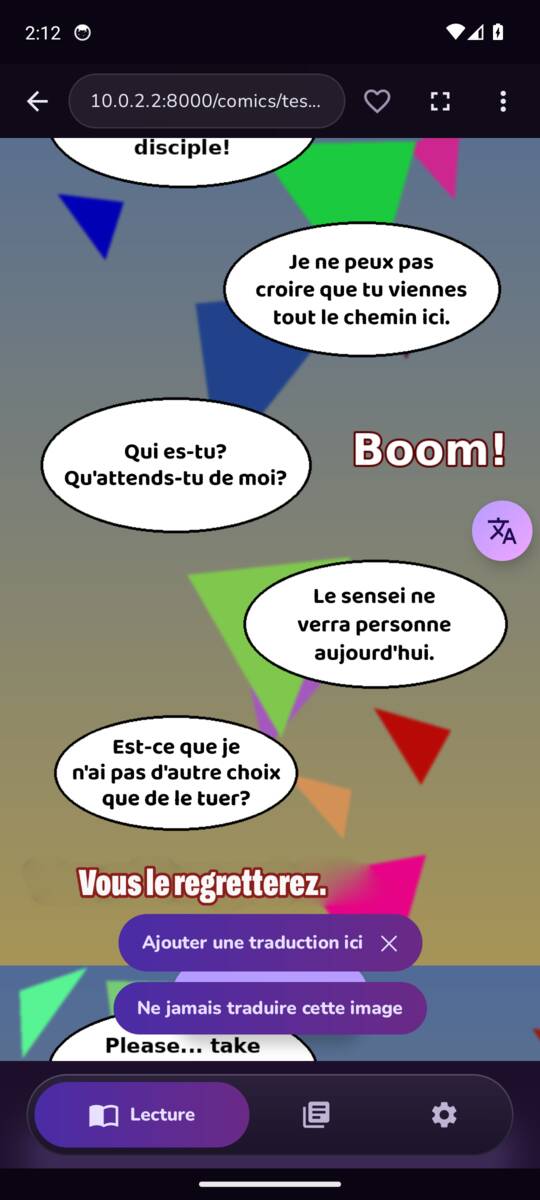 2:12
10.0.2.2:8000/comics/tes...
disciple!
Je ne peux pas
croire que tu viennes
tout le chemin ici.
Qui es-tu?
Qu'attends-tu de moi?
Boom!
Le sensei ne
verra personne
aujourd'hui.
Est-ce que je
n'ai pas d'autre choix
que de le tuer?
Vous le regretterez.
Ajouter une traduction ici
Ne jamais traduire cette image
Please... take
Lecture